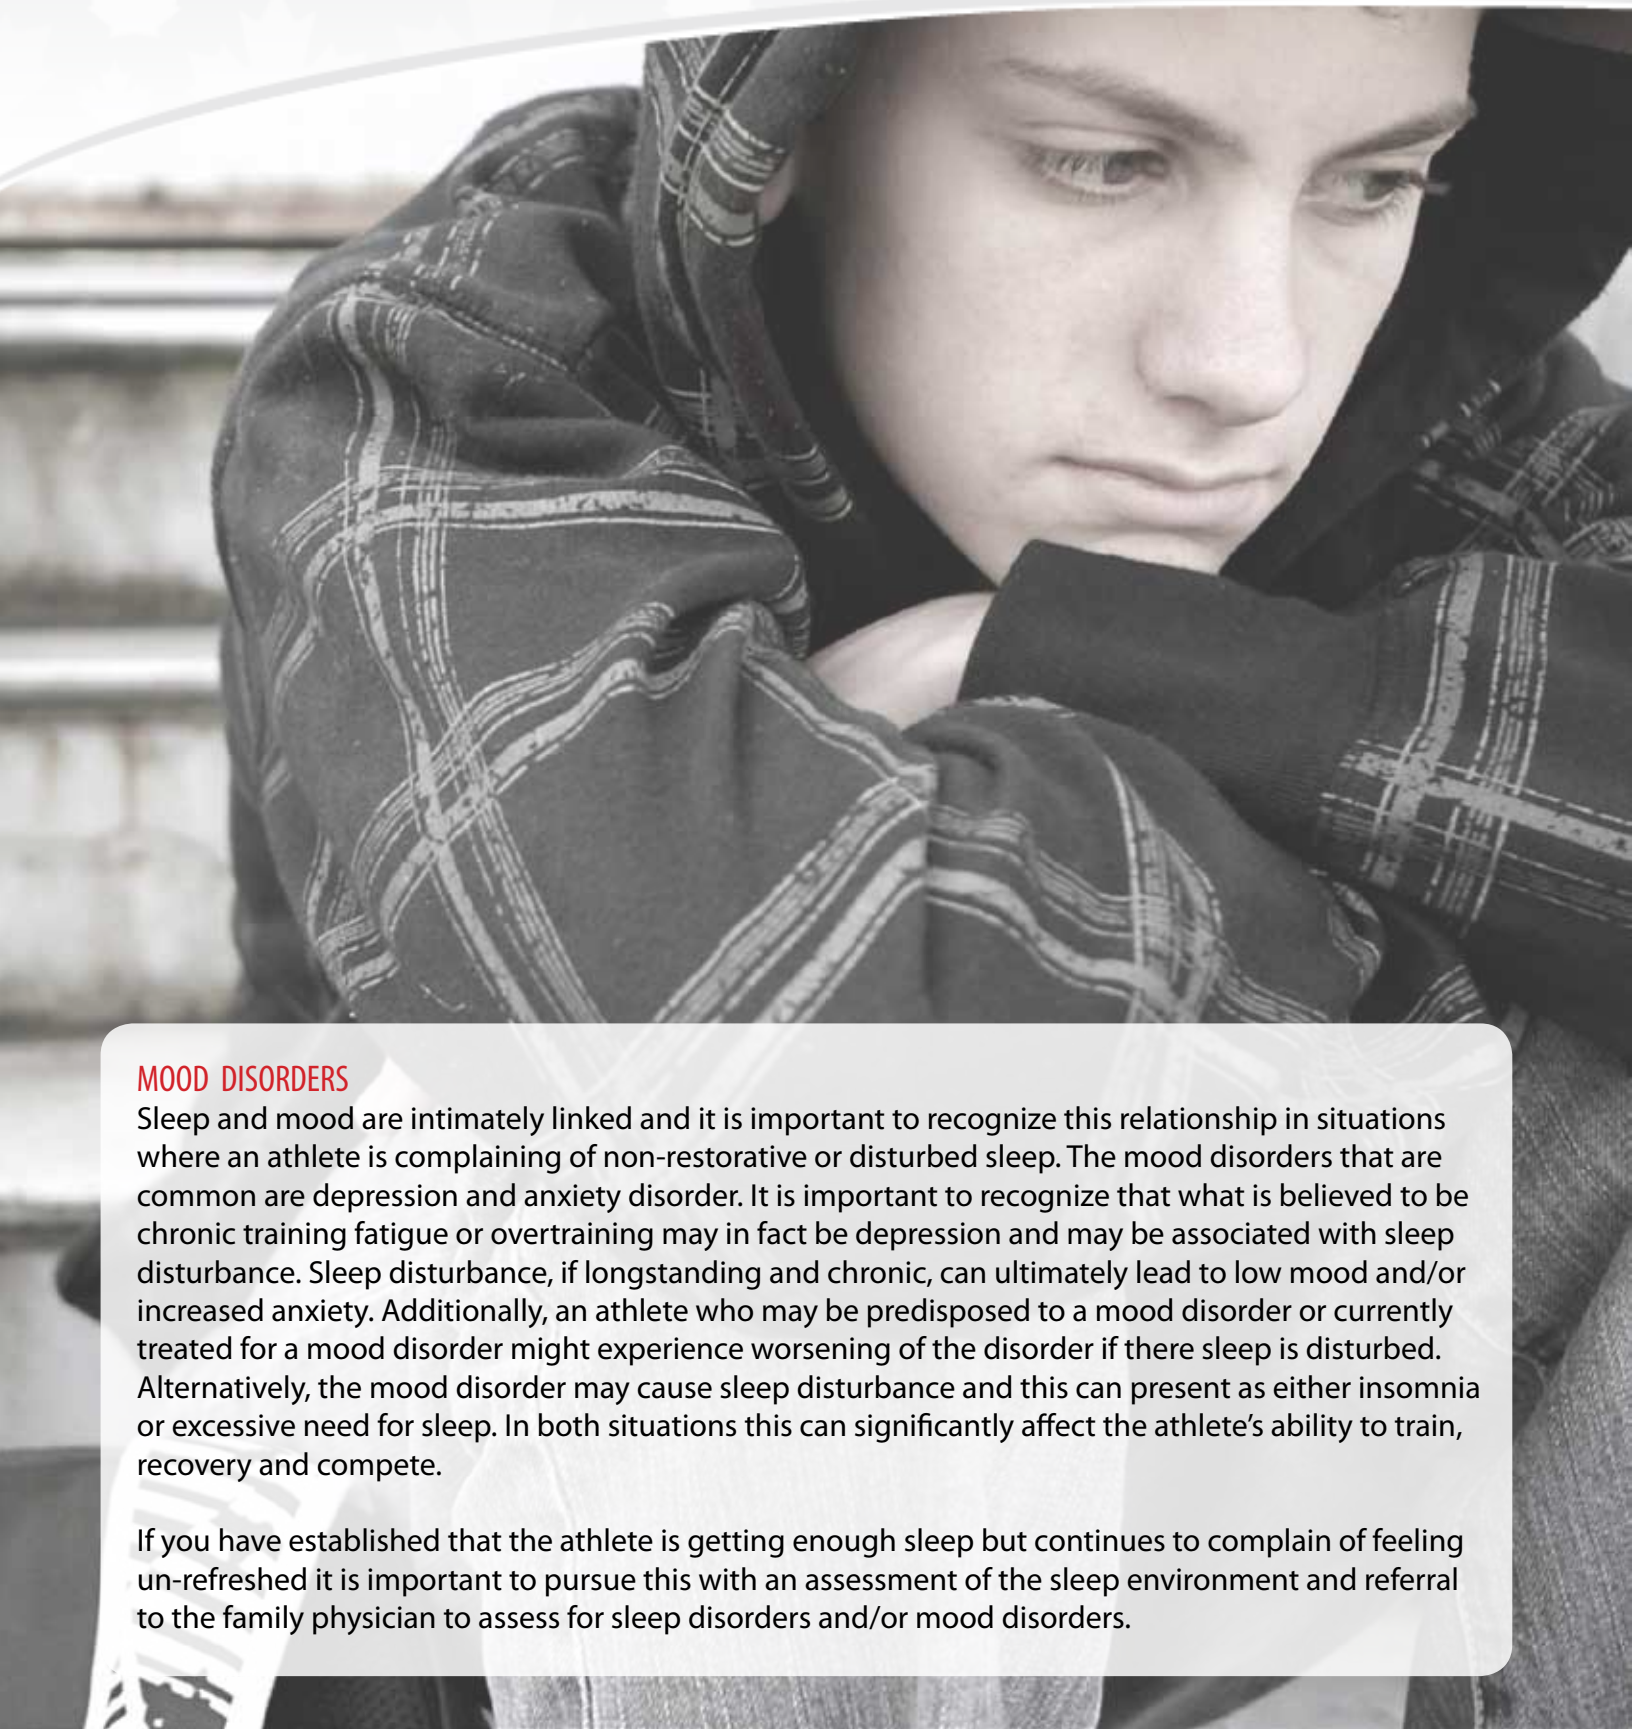 MOOD DISORDERS
Sleep and mood are intimately linked and it is important to recognize this relationship in situations
where an athlete is complaining of non-restorative or disturbed sleep. The mood disorders that are
common are depression and anxiety disorder. It is important to recognize that what is believed to be
chronic training fatigue or overtraining may in fact be depression and may be associated with sleep
disturbance. Sleep disturbance, if longstanding and chronic, can ultimately lead to low mood and/or
increased anxiety. Additionally, an athlete who may be predisposed to a mood disorder or currently
treated for a mood disorder might experience worsening of the disorder if there sleep is disturbed.
Alternatively, the mood disorder may cause sleep disturbance and this can present as either insomnia
or excessive need for sleep. In both situations this can significantly affect the athlete’s ability to train,
recovery and compete.
If you have established that the athlete is getting enough sleep but continues to complain of feeling
un-refreshed it is important to pursue this with an assessment of the sleep environment and referral
to the family physician to assess for sleep disorders and/or mood disorders.